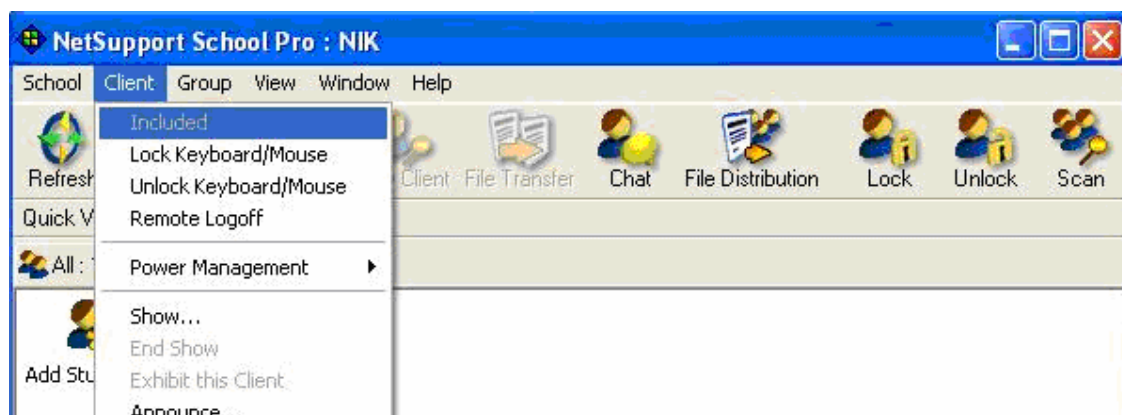 NetSupport School Pro : NIK
School Client Group View Window Help
Included
Lock Keyboard/Mouse
Unlock Keyboard/Mouse
Remote Logoff
Power Management
Show...
End Show
Exhibit this Client
Announce...
Refresh Client File Transfer Chat File Distribution Lock Unlock Scan
Quick V
All :
Add Stu